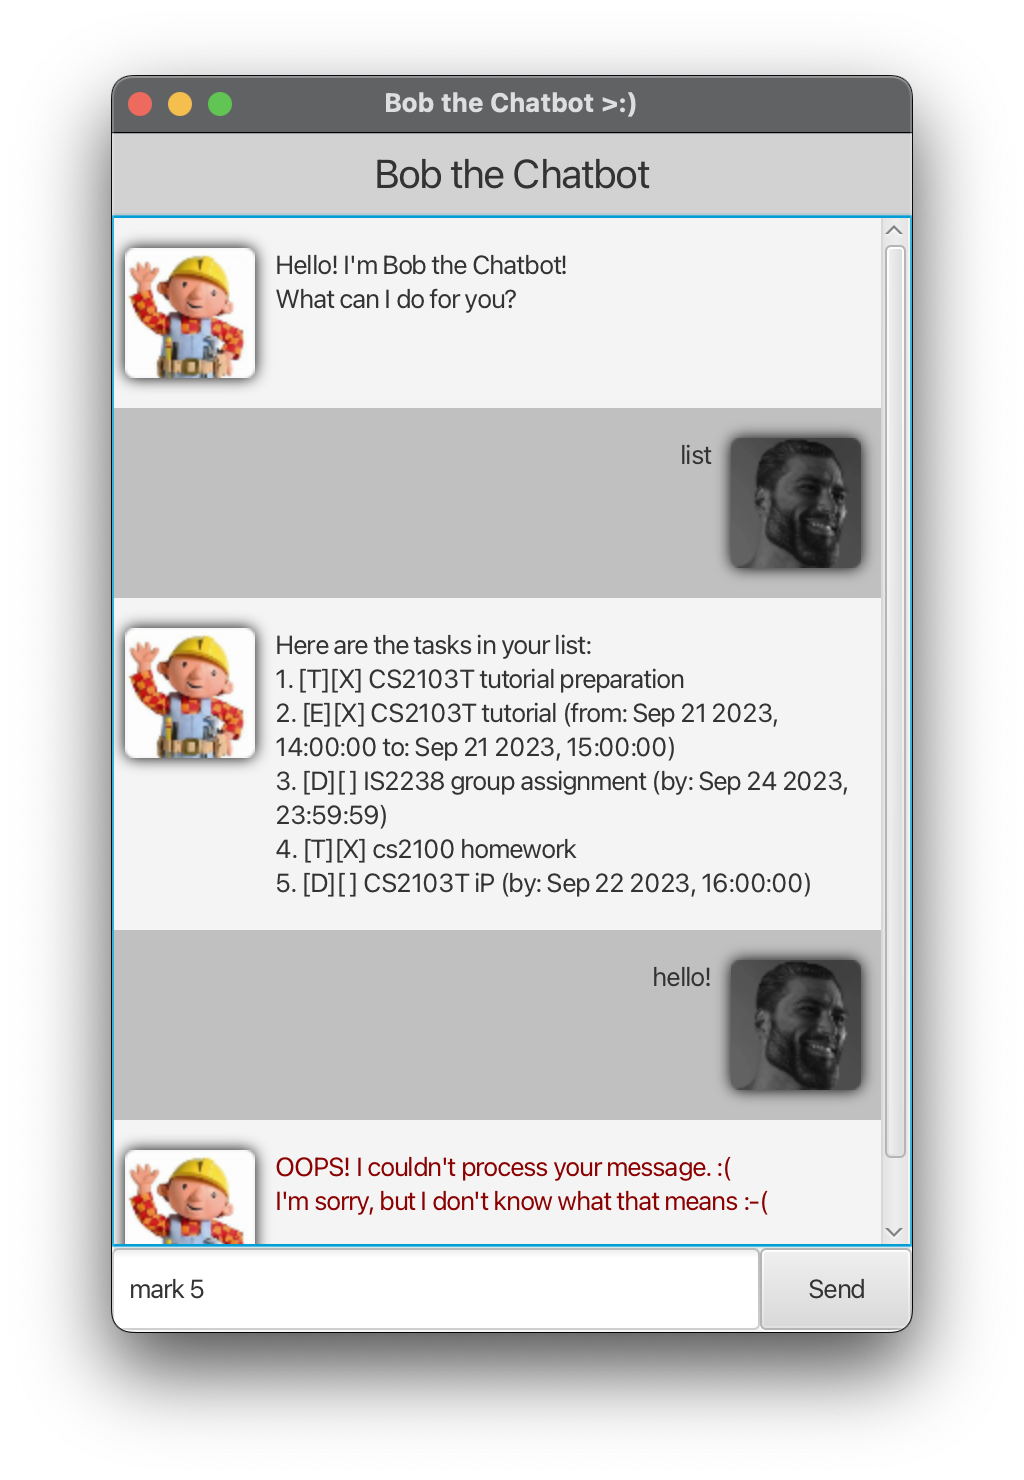 Bob the Chatbot >:)
Bob the Chatbot
Hello! I'm Bob the Chatbot!
What can I do for you?
list
Here are the tasks in your list:
1. [T][X] CS2103T tutorial preparation
2. [E][X] CS2103T tutorial (from: Sep 21 2023,
14:00:00 to: Sep 21 2023, 15:00:00)
3. [D][ ] IS2238 group assignment (by: Sep 24 2023,
23:59:59)
4. [T][X] cs2100 homework
5. [D][ ] CS2103T iP (by: Sep 22 2023, 16:00:00)
hello!
OOPS! I couldn't process your message. :(
I'm sorry, but I don't know what that means :-(
mark 5
Send